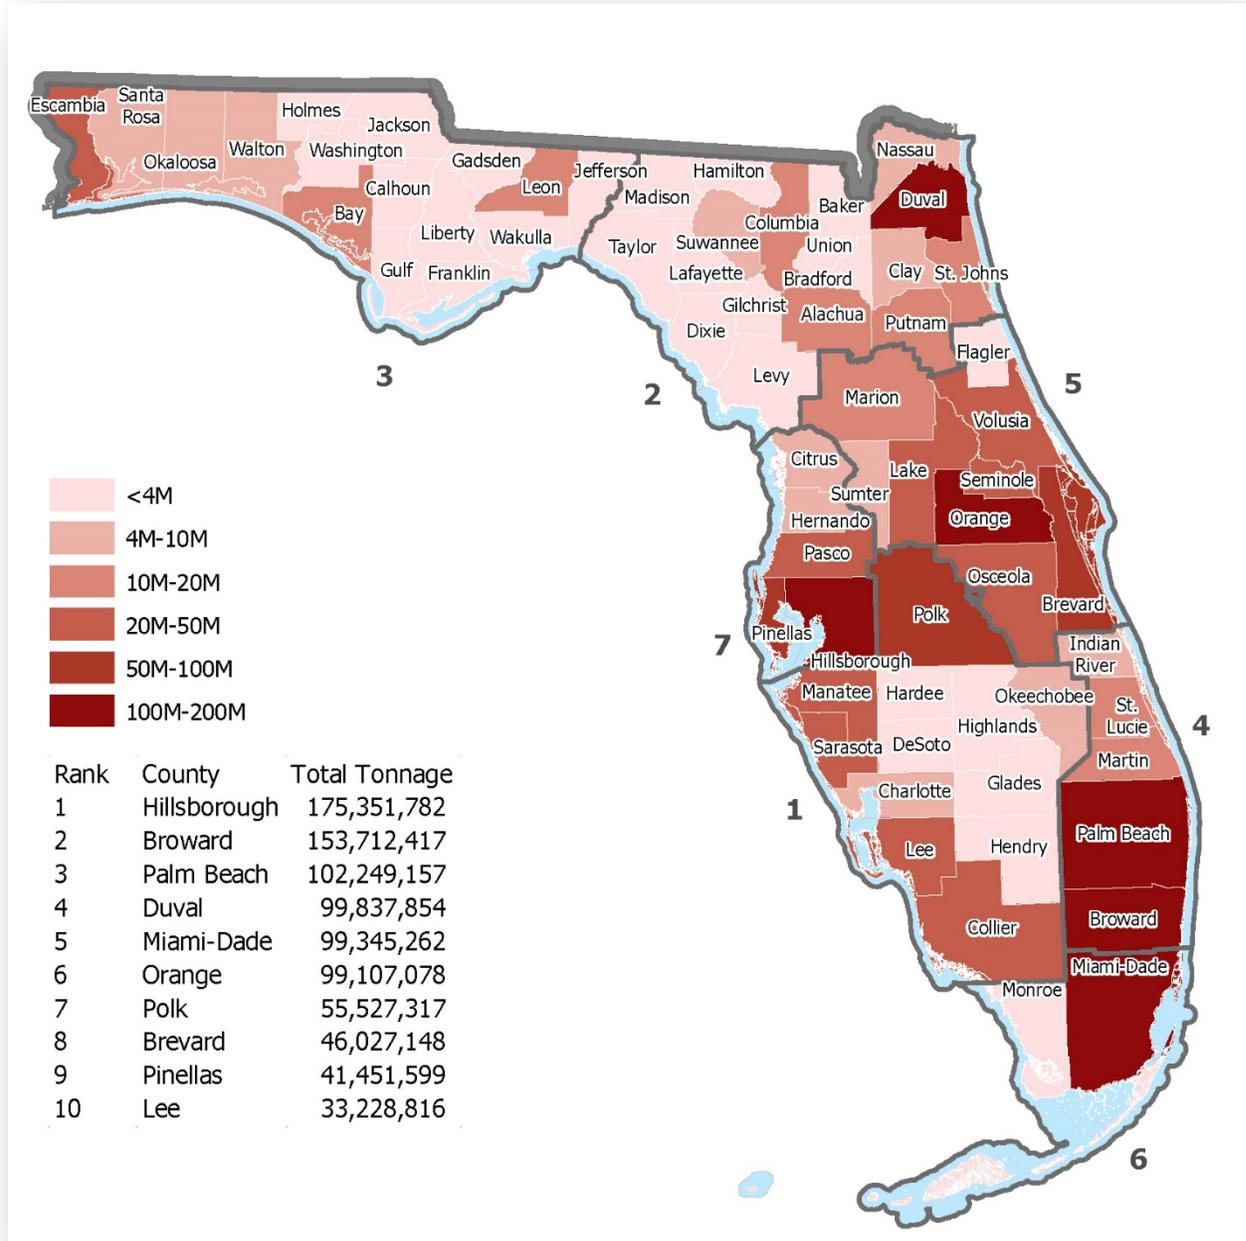 Escambia
Santa
Rosa
Okaloosa
Walton
Holmes
Washington
Jackson
Bay
Calhoun
Gulf
Liberty
Franklin
Gadsden
Leon
Wakulla
Jefferson
Madison
Taylor
Hamilton
Suwannee
Lafayette
Dixie
Columbia
Gilchrist
Levy
Baker
Union
Bradford
Alachua
Nassau
Duval
Clay
St. Johns
Putnam
Flagler
3
2
5
Marion
Volusia
Citrus
Sumter
Lake
Seminole
Hernando
Orange
Pasco
Osceola
Brevard
Polk
7
Pinellas
Hillsborough
Indian
River
Manatee
Hardee
Okeechobee
St.
Lucie
4
Highlands
Sarasota
DeSoto
Martin
Glades
Charlotte
1
Palm Beach
Lee
Hendry
Broward
Collier
Miami-Dade
Monroe
6
<4M
4M-10M
10M-20M
20M-50M
50M-100M
100M-200M
Rank County Total Tonnage
1 Hillsborough 175,351,782
2 Broward 153,712,417
3 Palm Beach 102,249,157
4 Duval 99,837,854
5 Miami-Dade 99,345,262
6 Orange 99,107,078
7 Polk 55,527,317
8 Brevard 46,027,148
9 Pinellas 41,451,599
10 Lee 33,228,816